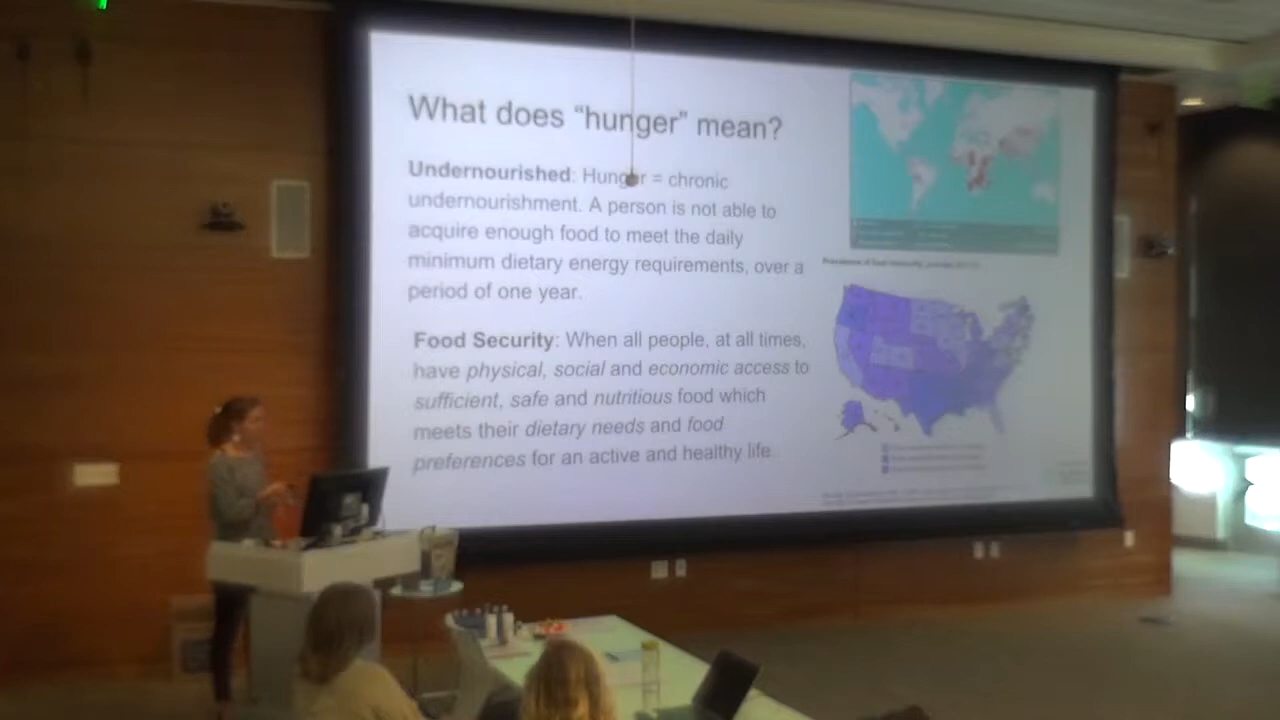 What does “hunger” mean?
Undernourished: Hunger = chronic
undernourishment. A person is not able to
acquire enough food to meet the daily
minimum dietary energy requirements, over a
period of one year.
Food Security: When all people, at all times,
have physical, social and economic access to
sufficient, safe and nutritious food which
meets their dietary needs and food
preferences for an active and healthy life.